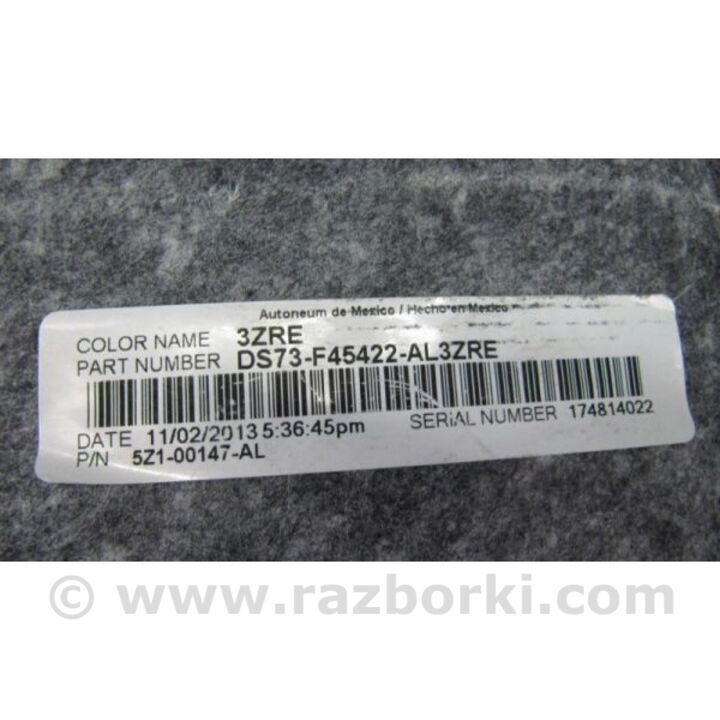 Autoneum de Mexico / Hecho en Mexico
COLOR NAME 3ZRE
PART NUMBER DS73-F45422-AL3ZRE
DATE 11/02/2013 5:36:45pm SERIAL NUMBER 174814022
P/N 5Z1-00147-AL
© www.razborki.com